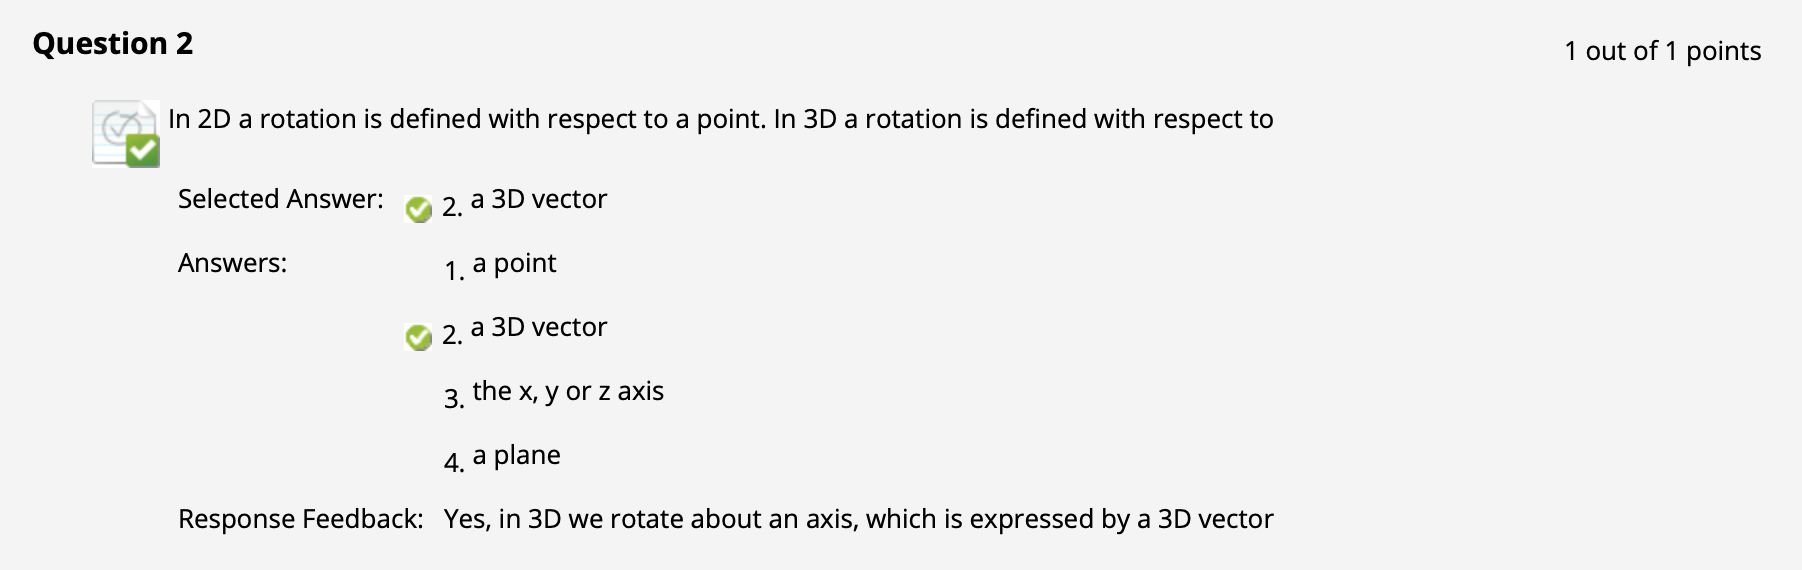 Question 2
1 out of 1 points
In 2D a rotation is defined with respect to a point. In 3D a rotation is defined with respect to
Selected Answer: 2. a 3D vector
Answers: 1. a point
2. a 3D vector
3. the x, y or z axis
4. a plane
Response Feedback: Yes, in 3D we rotate about an axis, which is expressed by a 3D vector